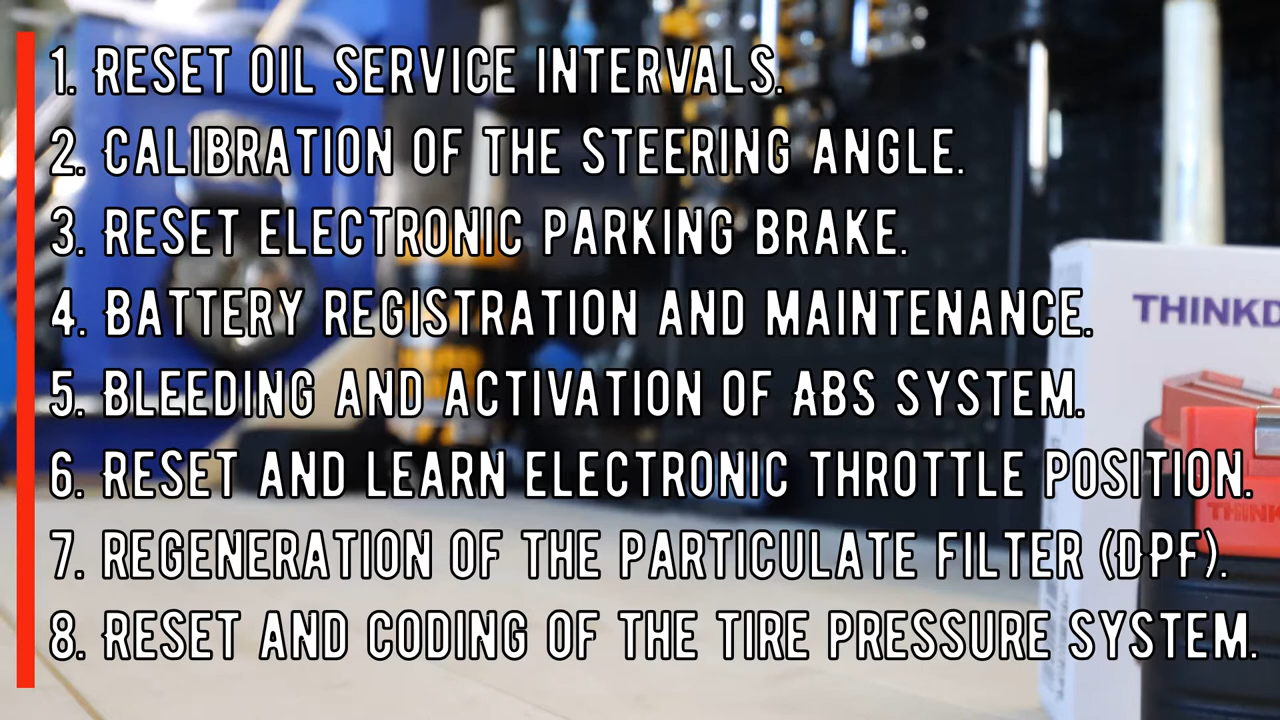 1. RESET OIL SERVICE INTERVALS.
2. CALIBRATION OF THE STEERING ANGLE.
3. RESET ELECTRONIC PARKING BRAKE.
4. BATTERY REGISTRATION AND MAINTENANCE.
THINKD
5. BLEEDING AND ACTIVATION OF ABS SYSTEM.
6. RESET AND LEARN ELECTRONIC THROTTLE POSITION.
THINK
7. REGENERATION OF THE PARTICULATE FILTER (DPF).
8. RESET AND CODING OF THE TIRE PRESSURE SYSTEM.